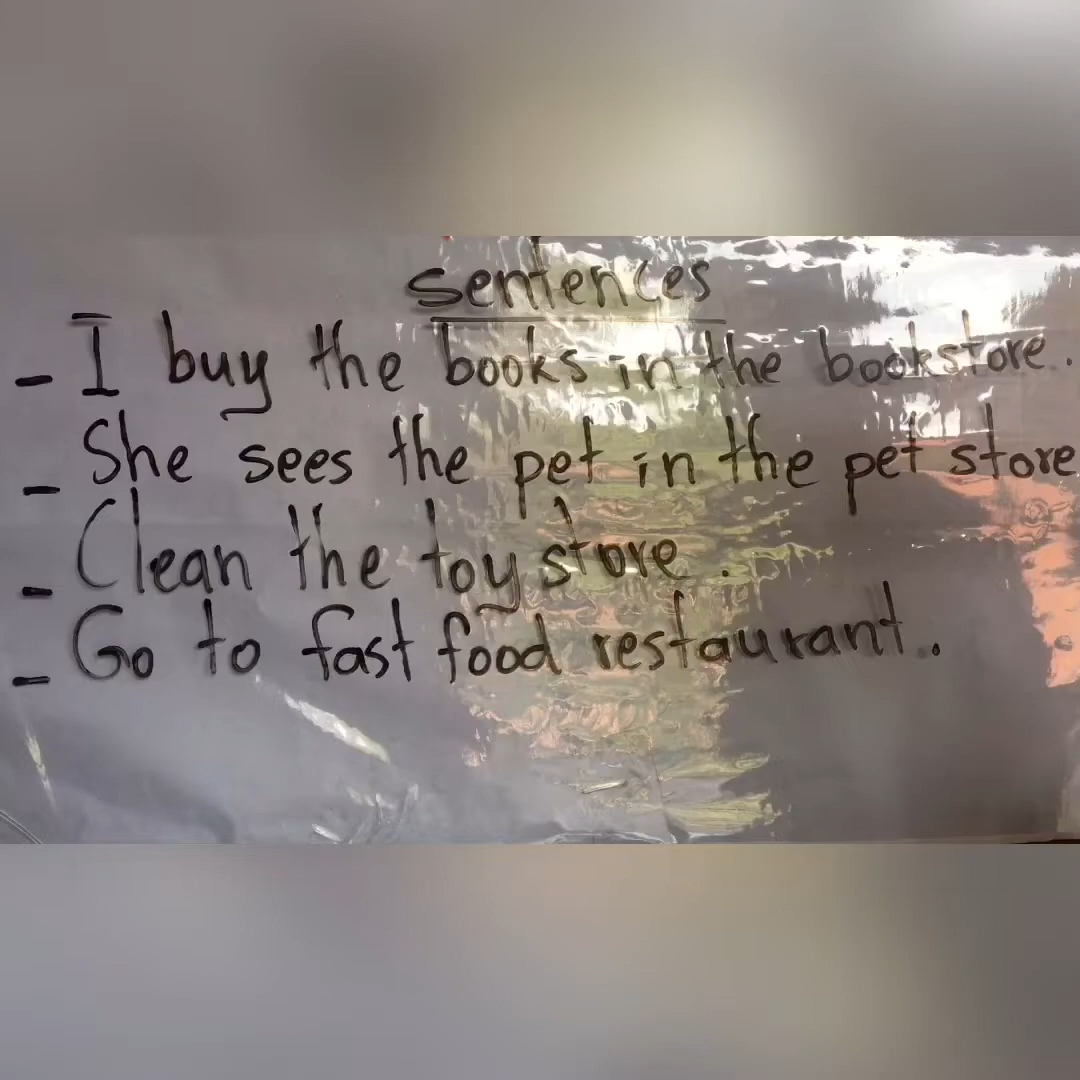 Sentences
- I buy the books in the bookstore.
- She sees the pet in the pet store
- Clean the toy store.
- Go to fast food restaurant.